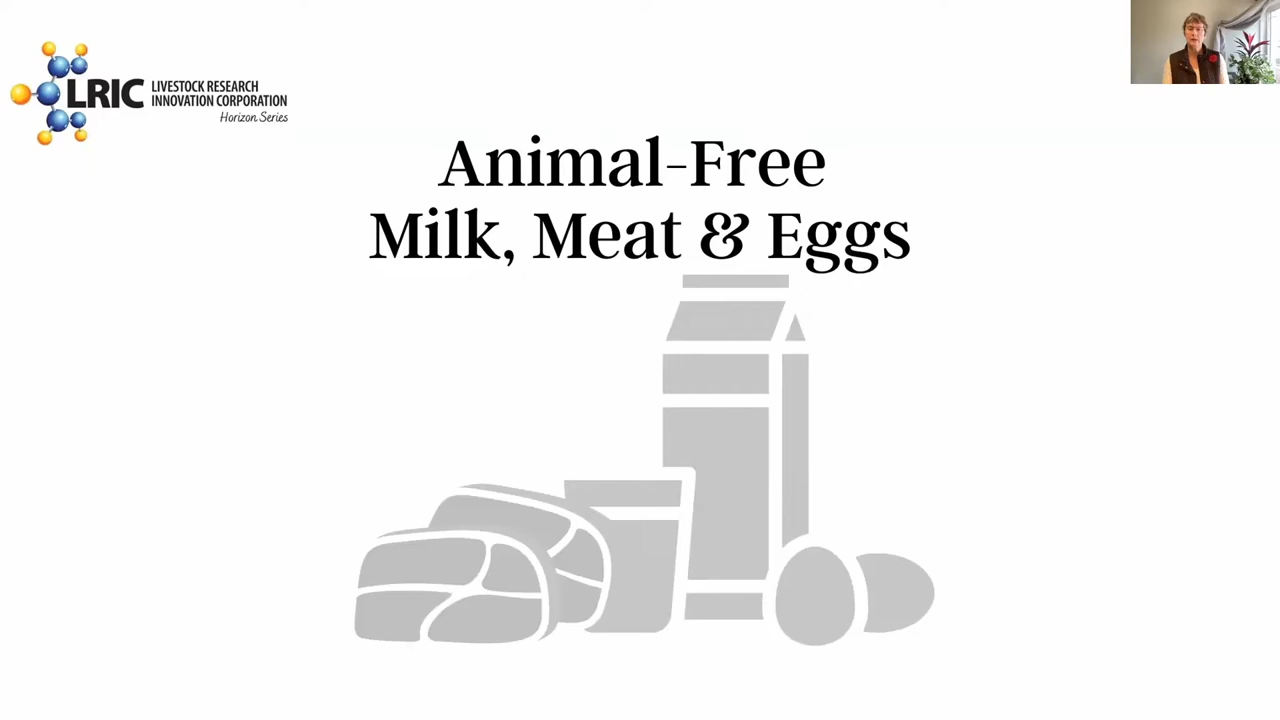 LRIC
LIVESTOCK RESEARCH
INNOVATION CORPORATION
Horizon Series
Animal-Free
Milk, Meat & Eggs